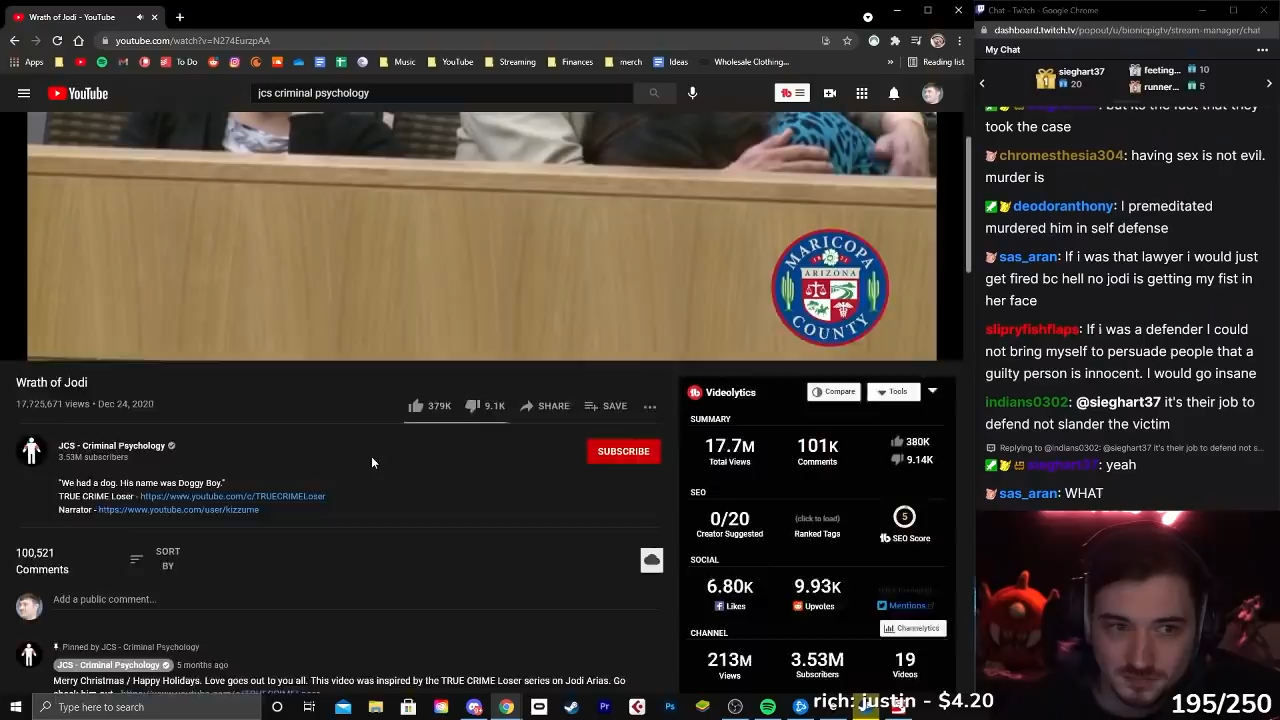 Wrath of Jodi - YouTube
Chat - Twitch - Google Chrome
youtube.com/watch?v=N274EurzpAA
dashboard.twitch.tv/popout/u/bionicpigtv/stream-manager/chat
Apps
To Do
Music
YouTube
Streaming
Finances
merch
Ideas
Wholesale Clothing...
Reading list
My Chat
YouTube
jcs criminal psychology
sieghart37
20
feeting...
10
runner...
5
but its the fact that they
took the case
chromesthesia304: having sex is not evil.
murder is
deodoranthony: I premeditated
murdered him in self defense
sas_aran: If i was that lawyer i would just
get fired bc hell no jodi is getting my fist in
her face
slipryfishflaps: If i was a defender I could
not bring myself to persuade people that a
guilty person is innocent. I would go insane
indians0302: @sieghart37 it's their job to
defend not slander the victim
Replying to @indians0302: @sieghart37 it's their job to defend not slander the victim s...
sieghart37: yeah
sas_aran: WHAT
MARICOPA
ARIZONA
COUNTY
Wrath of Jodi
17,725,671 views • Dec 24, 2020
379K
9.1K
SHARE
SAVE
JCS - Criminal Psychology
3.53M subscribers
SUBSCRIBE
"We had a dog. His name was Doggy Boy."
TRUE CRIME Loser - https://www.youtube.com/c/TRUECRIMELoser
Narrator - https://www.youtube.com/user/kizzume
100,521
Comments
SORT
BY
Add a public comment...
Pinned by JCS - Criminal Psychology
JCS - Criminal Psychology
5 months ago
Merry Christmas / Happy Holidays. Love goes out to you all. This video was inspired by the TRUE CRIME Loser series on Jodi Arias. Go
Videolytics
Compare
Tools
SUMMARY
17.7M
Total Views
101K
Comments
380K
9.14K
SEO
0/20
Creator Suggested
(click to load)
Ranked Tags
5
SEO Score
SOCIAL
6.80K
Likes
9.93K
Upvotes
Mentions
Channelytics
CHANNEL
213M
Views
3.53M
Subscribers
19
Videos
Type here to search
rich: justin - $4.20
195/250